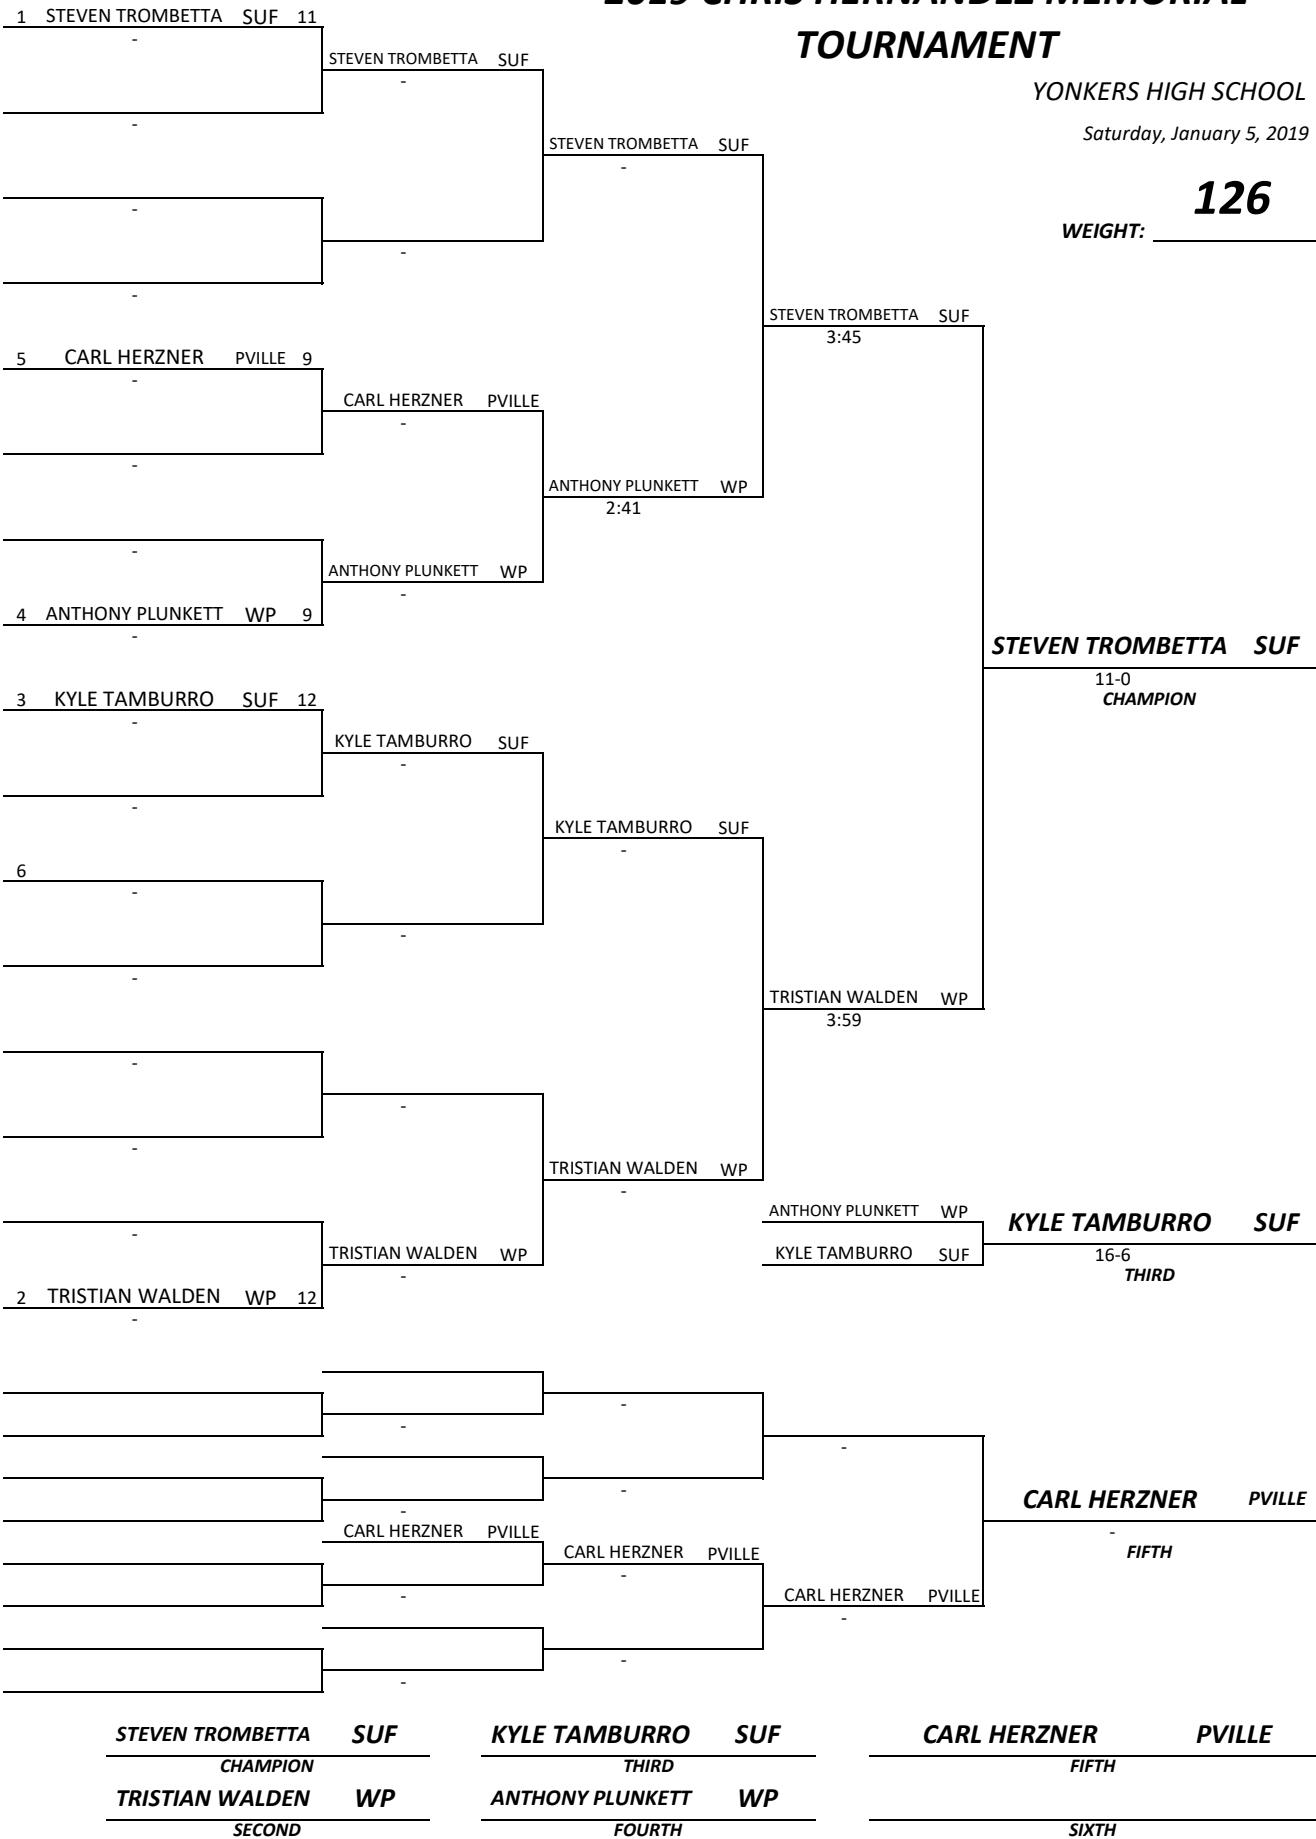 TOURNAMENT
YONKERS HIGH SCHOOL
Saturday, January 5, 2019
126
WEIGHT:
1 STEVEN TROMBETTA SUF 11
-
STEVEN TROMBETTA SUF
-
-
STEVEN TROMBETTA SUF
-
-
-
-
STEVEN TROMBETTA SUF
3:45
5 CARL HERZNER PVILLE 9
-
CARL HERZNER PVILLE
-
-
ANTHONY PLUNKETT WP
2:41
-
ANTHONY PLUNKETT WP
-
4 ANTHONY PLUNKETT WP 9
-
STEVEN TROMBETTA SUF
11-0
CHAMPION
3 KYLE TAMBURRO SUF 12
-
KYLE TAMBURRO SUF
-
-
KYLE TAMBURRO SUF
-
6
-
-
-
TRISTIAN WALDEN WP
3:59
-
-
-
TRISTIAN WALDEN WP
-
ANTHONY PLUNKETT WP
KYLE TAMBURRO SUF
KYLE TAMBURRO SUF
16-6
THIRD
-
TRISTIAN WALDEN WP
-
2 TRISTIAN WALDEN WP 12
-
-
-
-
-
-
CARL HERZNER PVILLE
-
FIFTH
CARL HERZNER PVILLE
CARL HERZNER PVILLE
-
-
CARL HERZNER PVILLE
-
-
-
STEVEN TROMBETTA SUF KYLE TAMBURRO SUF CARL HERZNER PVILLE
CHAMPION THIRD FIFTH
TRISTIAN WALDEN WP ANTHONY PLUNKETT WP
SECOND FOURTH SIXTH